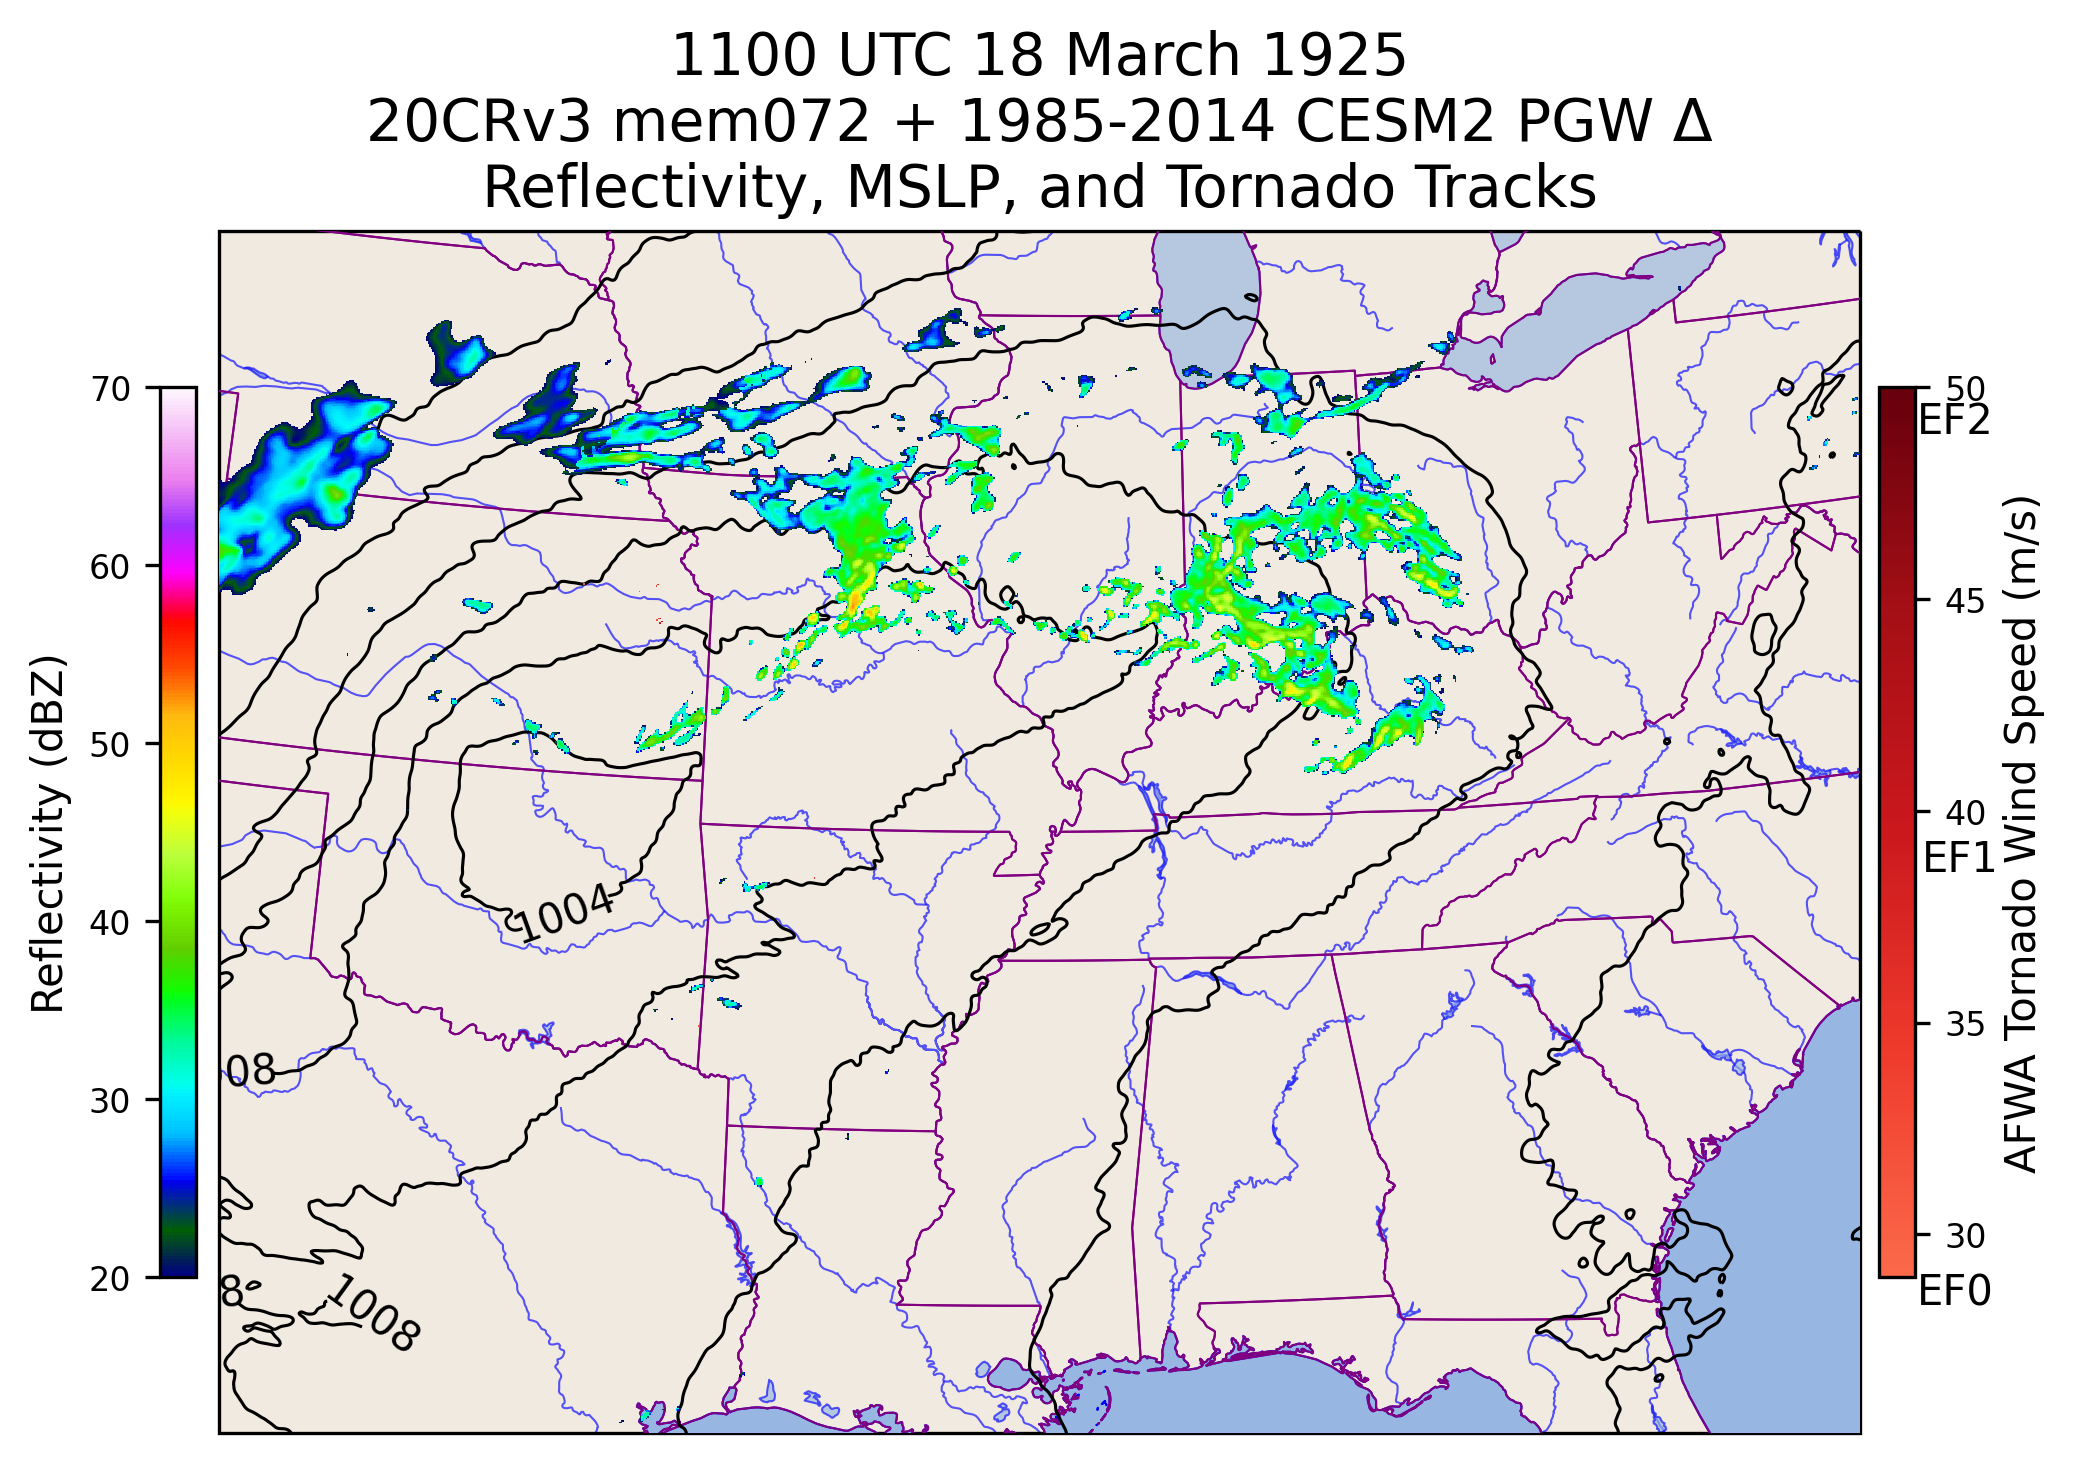 1100 UTC 18 March 1925
20CRv3 mem072 + 1985-2014 CESM2 PGW Δ
Reflectivity, MSLP, and Tornado Tracks
Reflectivity (dBZ)
70
60
50
40
30
20
1004
08
8
1008
50
EF2
45
40
EF1
35
30
EF0
AFWA Tornado Wind Speed (m/s)